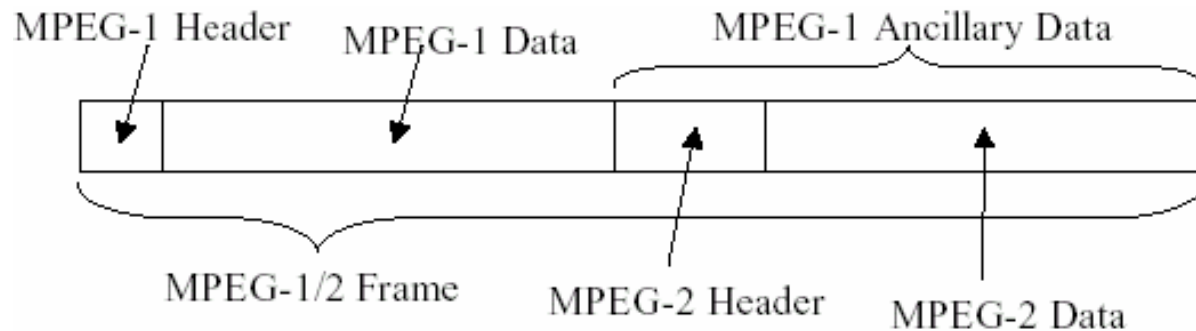 MPEG-1 Header
MPEG-1 Data
MPEG-1 Ancillary Data
MPEG-1/2 Frame
MPEG-2 Header
MPEG-2 Data